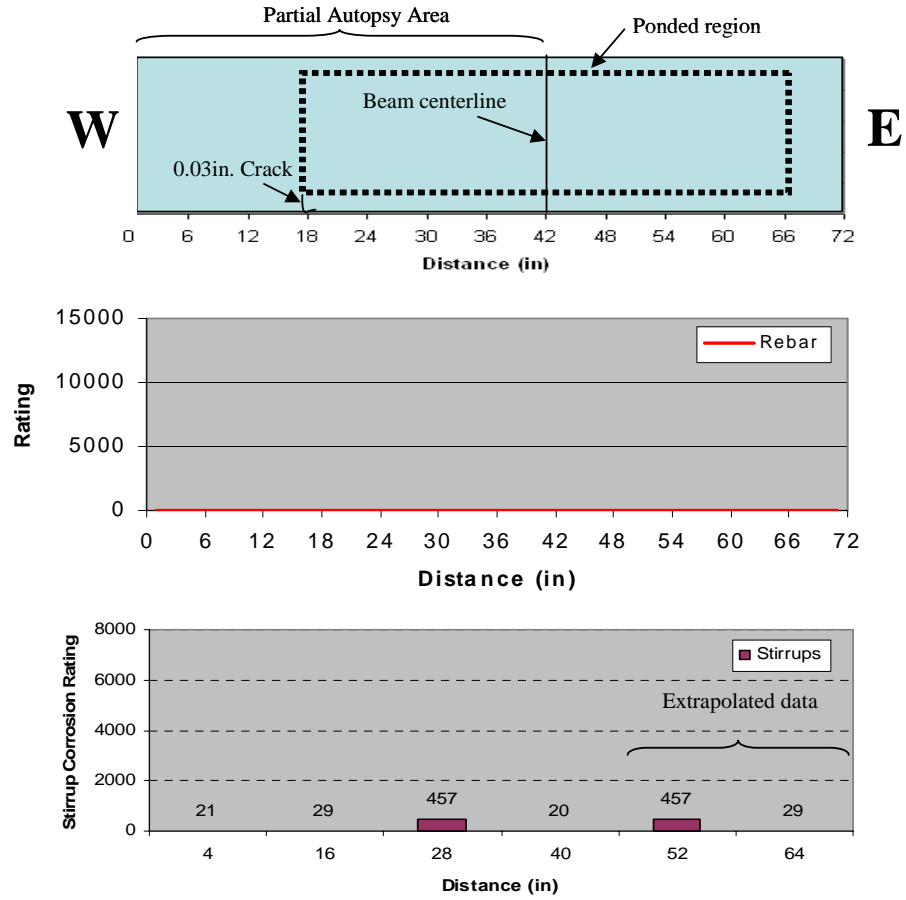 Partial Autopsy Area
Ponded region
Beam centerline
W
E
0.03in. Crack
0 6 12 18 24 30 36 42 48 54 60 66 72
Distance (in)
15000
10000
5000
0
Rating
Rebar
0 6 12 18 24 30 36 42 48 54 60 66 72
Distance (in)
8000
6000
4000
2000
0
Stirrup Corrosion Rating
Stirrups
Extrapolated data
21 29 457 20 457 29
4 16 28 40 52 64
Distance (in)